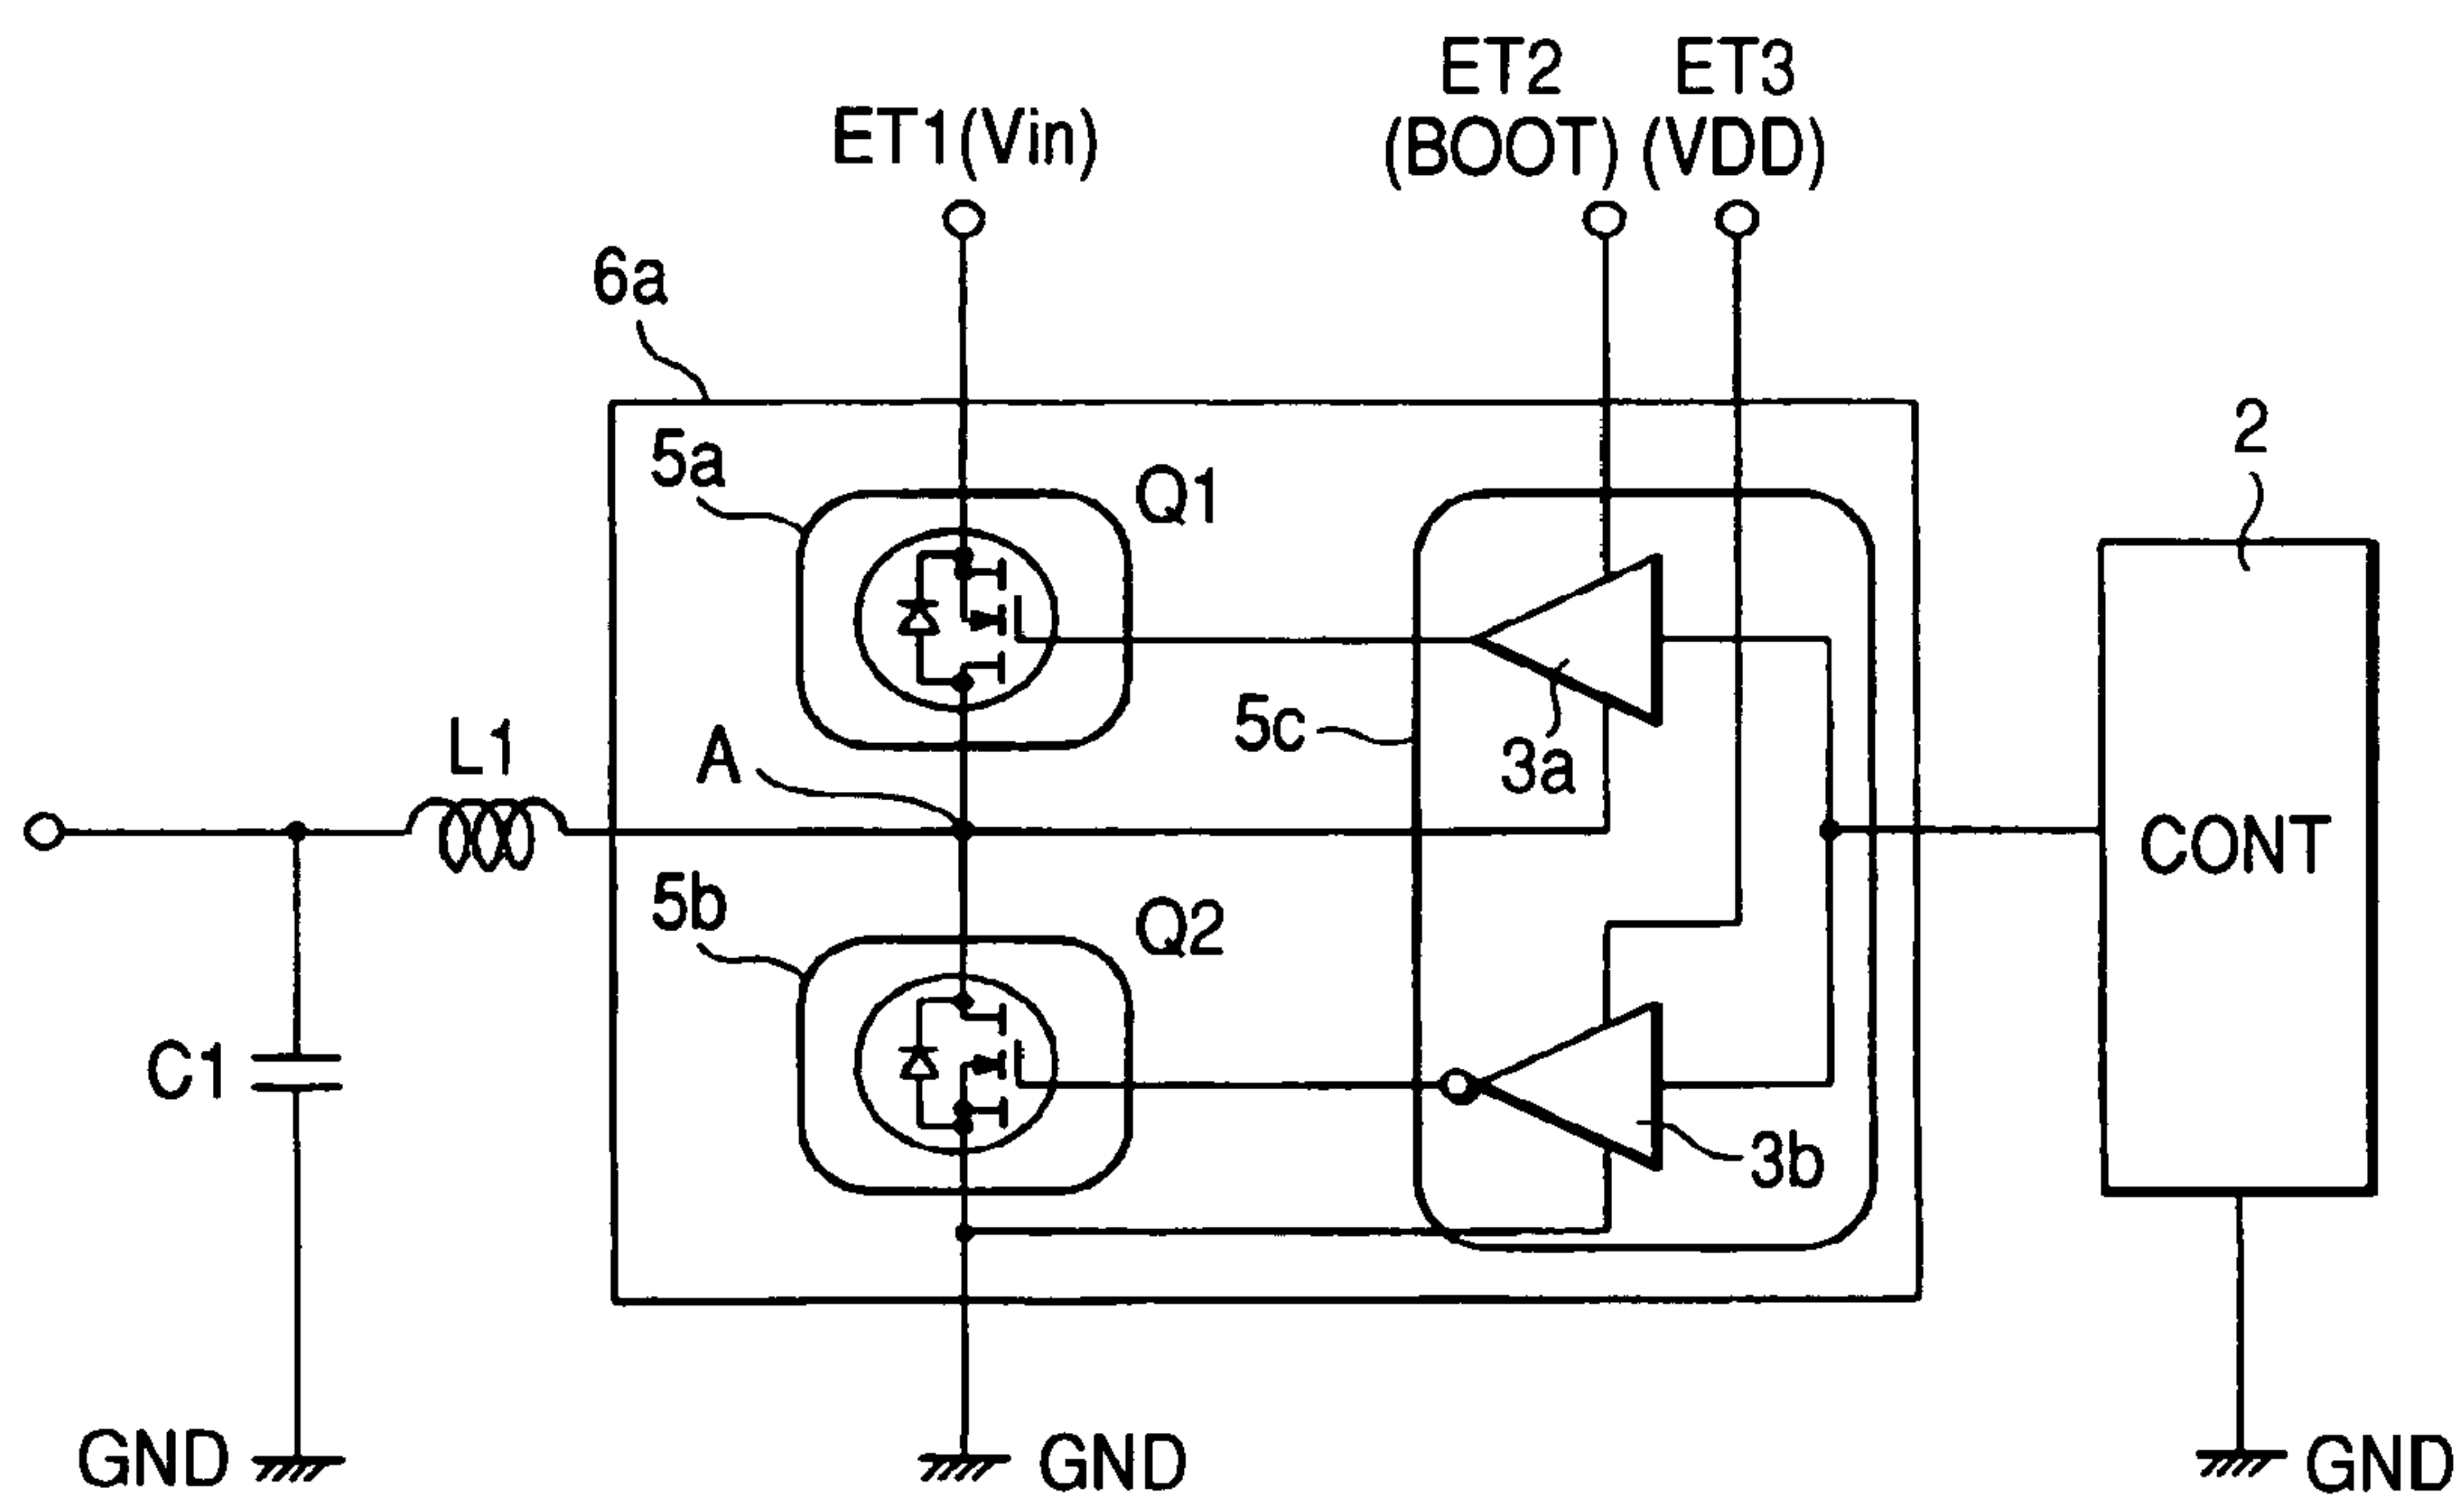 ET2
ET3
ET1(Vin)
(BOOT)
(VDD)
6a
2
5a
Q1
5c
3a
L1
A
CONT
5b
Q2
C1
3b
GND
GND
GND